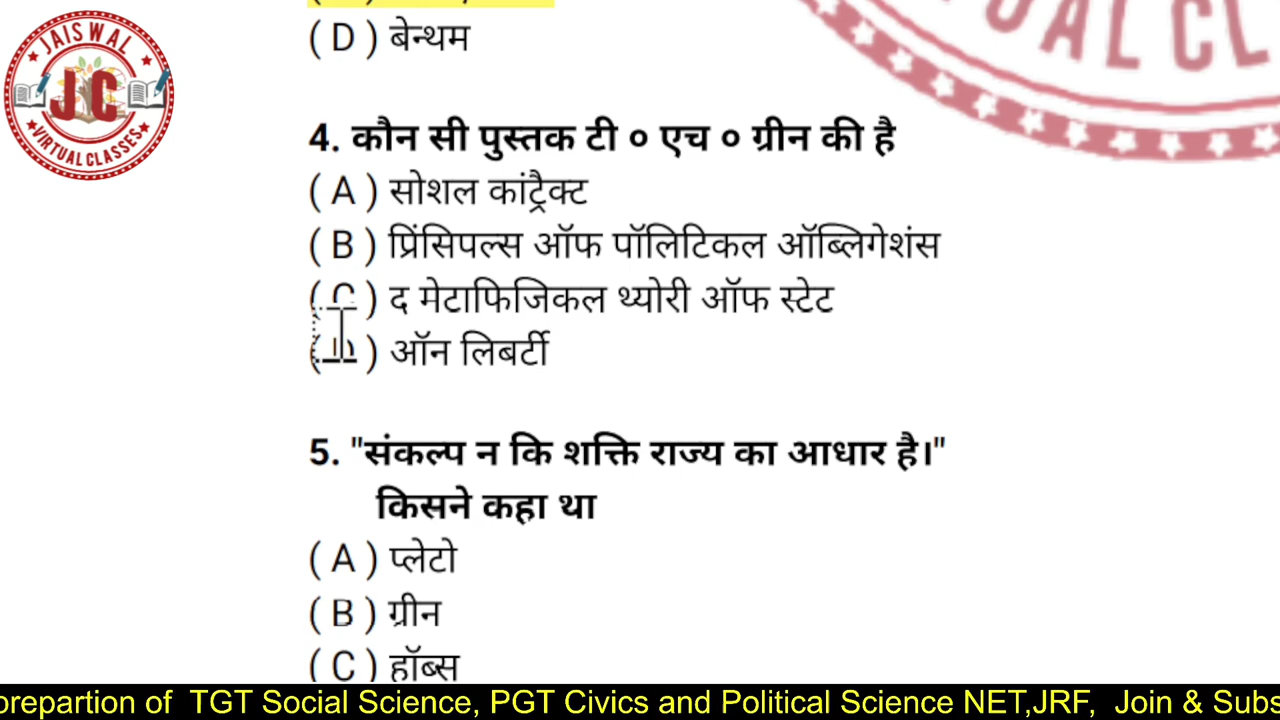 ( D ) बेन्थम
JAISWAL
JC
VIRTUAL CLASSES
4. कौन सी पुस्तक टी ० एच ० ग्रीन की है
( A ) सोशल कांट्रैक्ट
( B ) प्रिंसिपल्स ऑफ पॉलिटिकल ऑब्लिगेशंस
( C ) द मेटाफिजिकल थ्योरी ऑफ स्टेट
( D ) ऑन लिबर्टी
5. "संकल्प न कि शक्ति राज्य का आधार है।"
किसने कहा था
( A ) प्लेटो
( B ) ग्रीन
( C ) हॉब्स
prepartion of TGT Social Science, PGT Civics and Political Science NET,JRF, Join & Subs